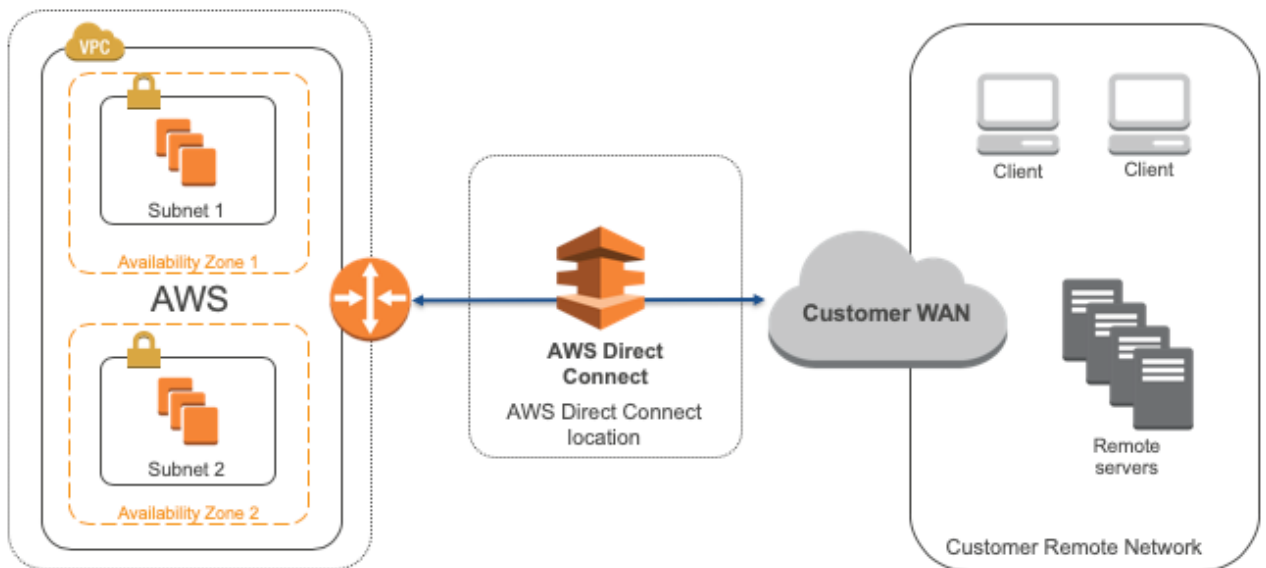 VPC
Subnet 1
Availability Zone 1
AWS
Subnet 2
Availability Zone 2
AWS Direct
Connect
AWS Direct Connect
location
Customer WAN
Client
Client
Remote
servers
Customer Remote Network